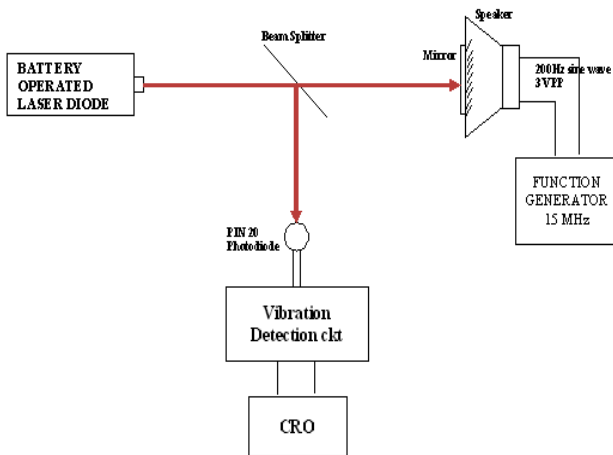 Speaker
Beam Splitter
Mirror
BATTERY
OPERATED
LASER DIODE
200Hz sine wave
3 VPP
FUNCTION
GENERATOR
15 MHz
PIN 20
Photodiode
Vibration
Detection ckt
CRO